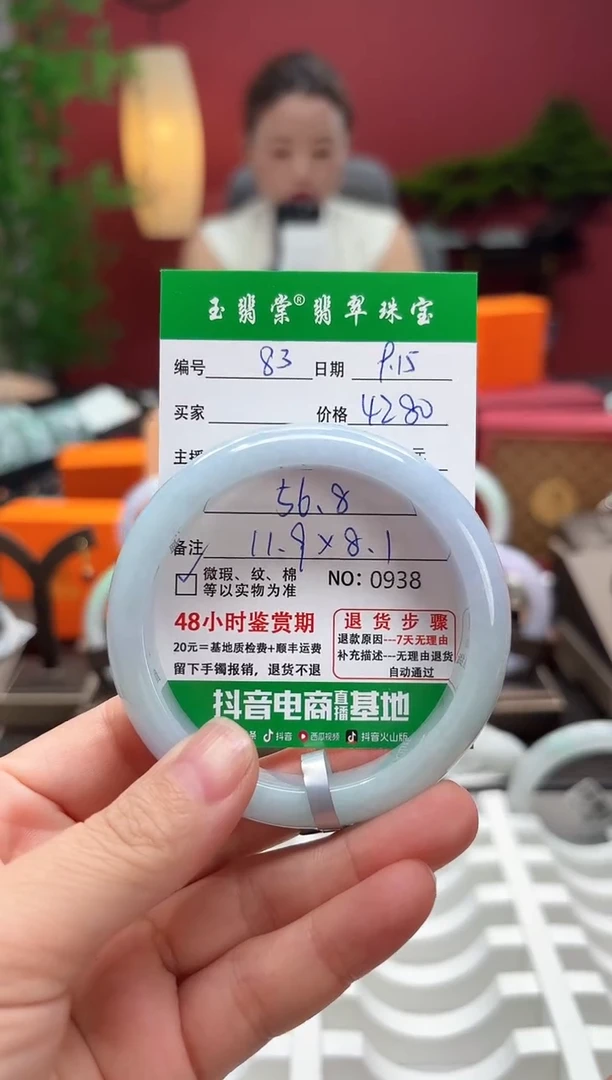 玉翡棠®翡翠珠宝
编号 83 日期 9.15
买家 价格 4280
主播
56.8
备注 11.9×8.1
微瑕、纹、棉
等以实物为准
NO: 0938
48小时鉴赏期
20元=基地质检费+顺丰运费
留下手镯报销，退货不退
退货步骤
退款原因---7天无理由
补充描述---无理由退货
自动通过
抖音电商直播基地
抖音 西瓜视频 抖音火山版